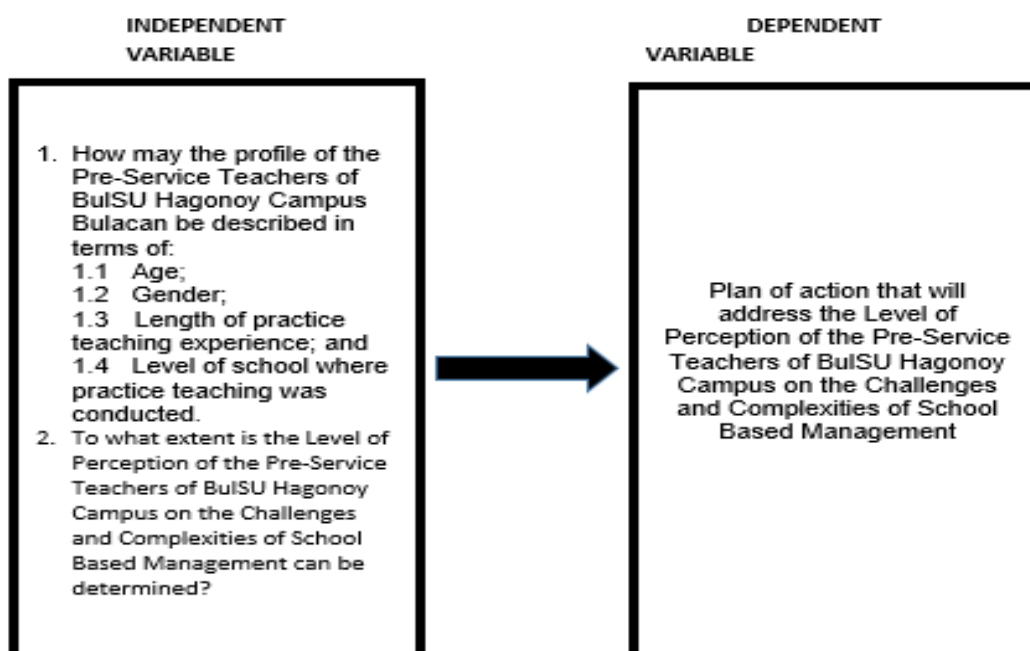 INDEPENDENT
VARIABLE
1. How may the profile of the
Pre-Service Teachers of
BulSU Hagonoy Campus
Bulacan be described in
terms of:
1.1 Age;
1.2 Gender;
1.3 Length of practice
teaching experience; and
1.4 Level of school where
practice teaching was
conducted.
2. To what extent is the Level of
Perception of the Pre-Service
Teachers of BulSU Hagonoy
Campus on the Challenges
and Complexities of School
Based Management can be
determined?
DEPENDENT
VARIABLE
Plan of action that will
address the Level of
Perception of the Pre-Service
Teachers of BulSU Hagonoy
Campus on the Challenges
and Complexities of School
Based Management